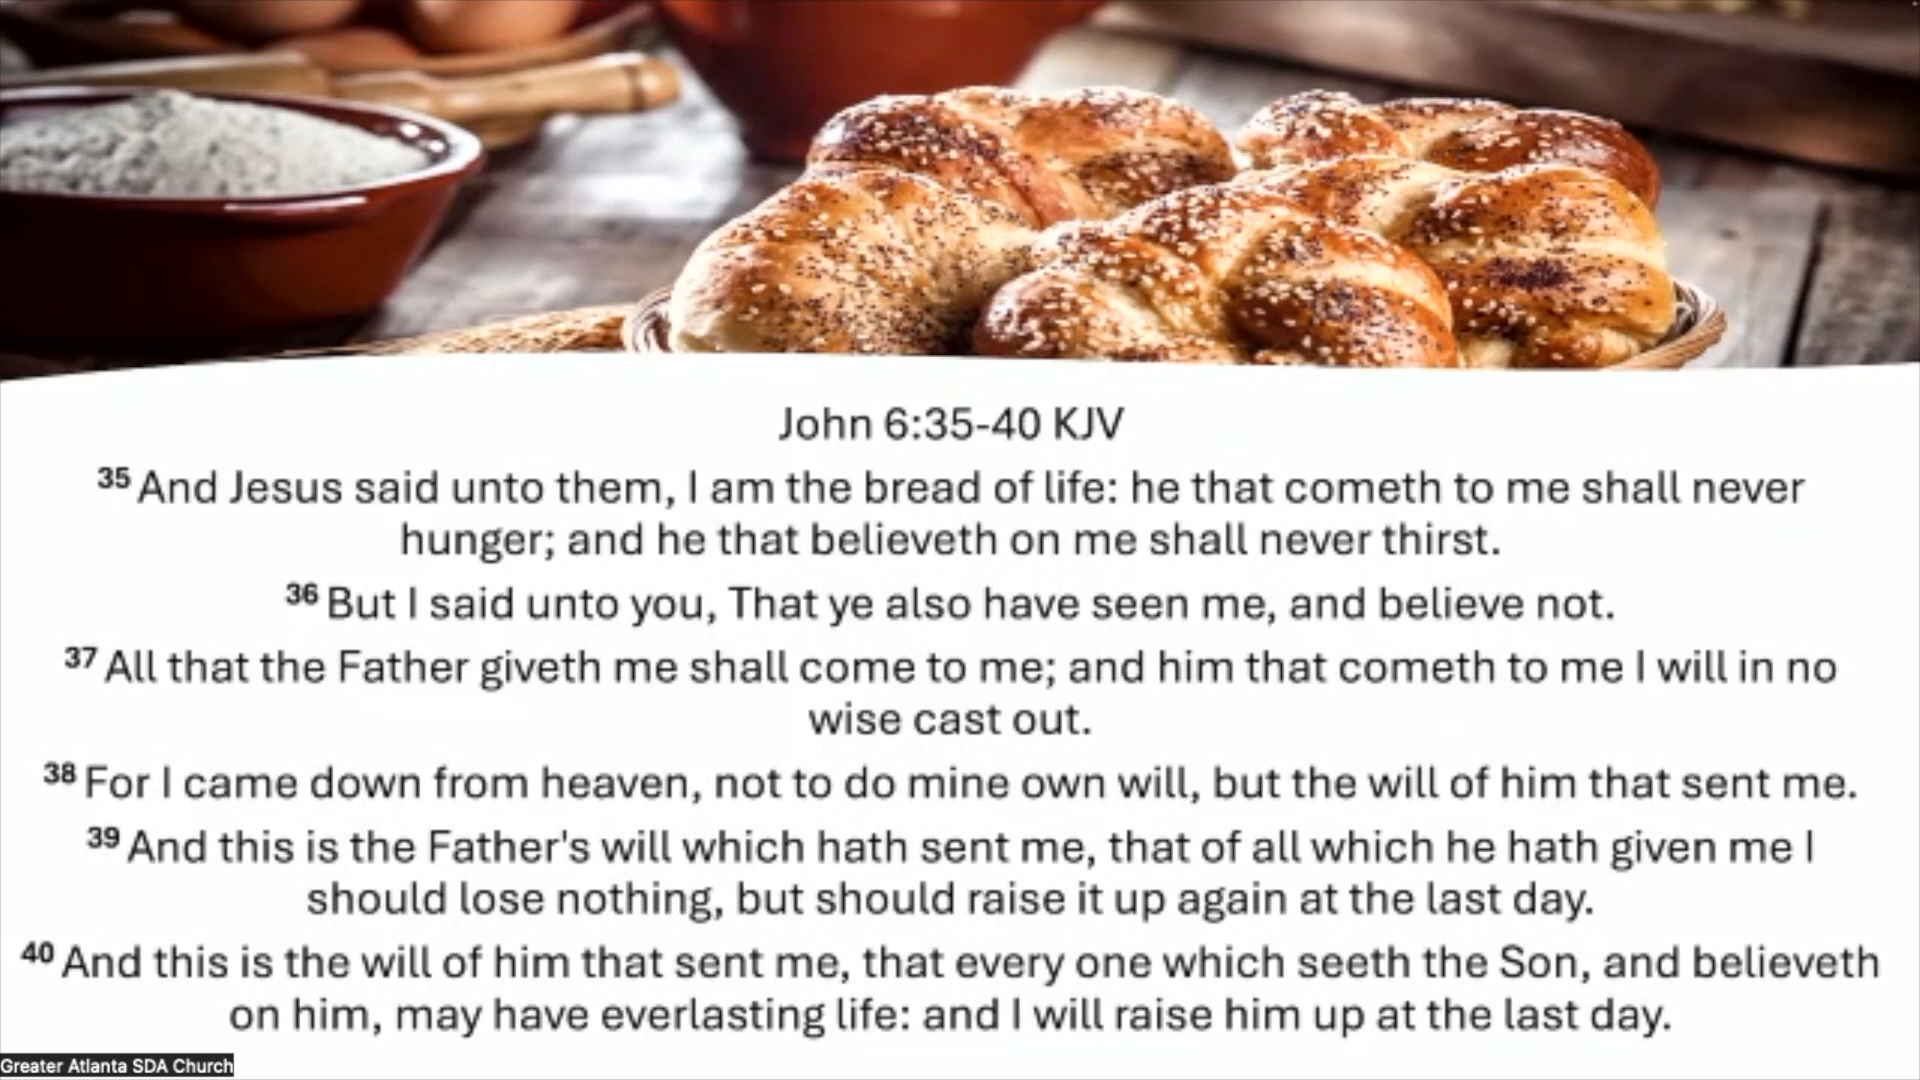 John 6:35-40 KJV
35 And Jesus said unto them, I am the bread of life: he that cometh to me shall never
hunger; and he that believeth on me shall never thirst.
36 But I said unto you, That ye also have seen me, and believe not.
37 All that the Father giveth me shall come to me; and him that cometh to me I will in no
wise cast out.
38 For I came down from heaven, not to do mine own will, but the will of him that sent me.
39 And this is the Father's will which hath sent me, that of all which he hath given me I
should lose nothing, but should raise it up again at the last day.
40 And this is the will of him that sent me, that every one which seeth the Son, and believeth
on him, may have everlasting life: and I will raise him up at the last day.
Greater Atlanta SDA Church